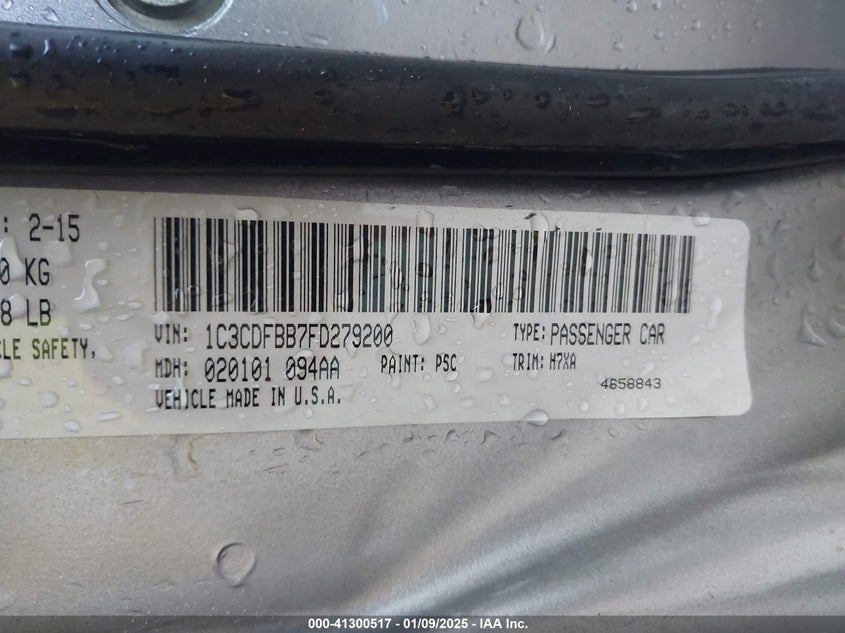 : 2-15
0 KG
8 LB
CLE SAFETY,
VIN: 1C3CDFBB7FD279200 TYPE: PASSENGER CAR
MDH: 020101 094AA PAINT: PSC TRIM: H7XA
VEHICLE MADE IN U.S.A. 4658843
000-41300517 - 01/09/2025 - IAA Inc.